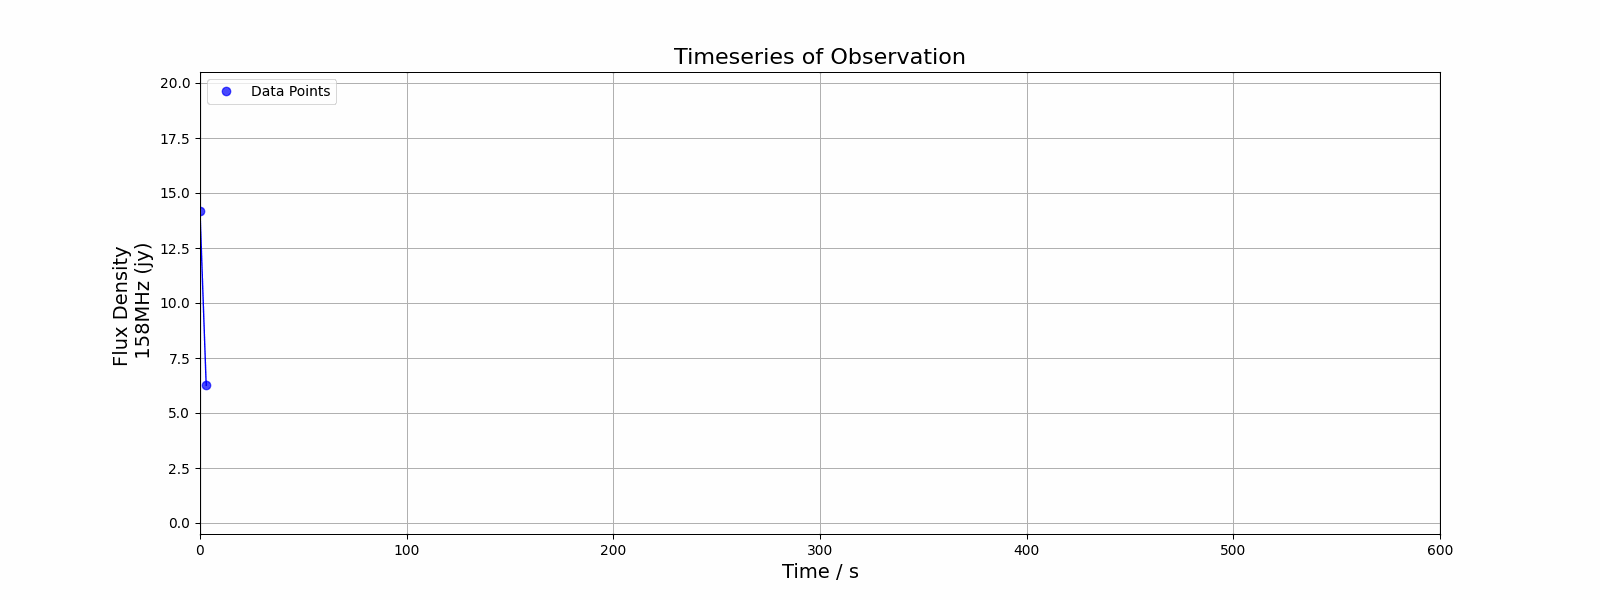 Timeseries of Observation
Data Points
20.0
17.5
15.0
12.5
10.0
7.5
5.0
2.5
0.0
Flux Density
158MHz (jy)
0 100 200 300 400 500 600
Time / s